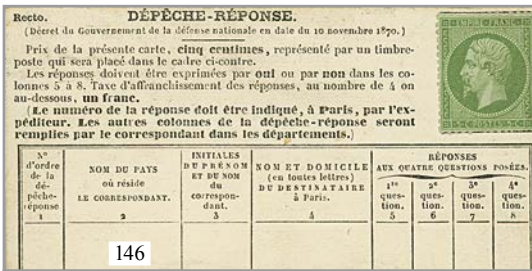 Recto.
DÉPÊCHE-RÉPONSE.
(Décret du Gouvernement de la défense nationale en date du 10 novembre 1870.)
Prix de la présente carte, cinq centimes, représenté par un timbre-
poste qui sera placé dans le cadre ci-contre.
Les réponses doivent être exprimées par oui ou par non dans les co-
lonnes 5 à 8. Taxe d'affranchissement des réponses, au nombre de 4 ou
au-dessous, un franc.
(Le numéro de la réponse doit être indiqué, à Paris, par l'ex-
péditeur. Les autres colonnes de la dépêche-réponse seront
remplies par le correspondant dans les départements.)
EMPIRE FRANC
5 C POSTES 5 C
N°
d'ordre
de la
dé-
pêche-
réponse
1
NOM DU PAYS
où réside
LE CORRESPONDANT.
2
INITIALES
DU PRÉNOM
ET DU NOM
du
correspon-
dant.
3
NOM ET DOMICILE
(en toutes lettres)
DU DESTINATAIRE
à Paris.
4
RÉPONSES
AUX QUATRE QUESTIONS POSÉES.
1re
ques-
tion.
5
2e
ques-
tion.
6
3e
ques-
tion.
7
4e
ques-
tion.
8
146